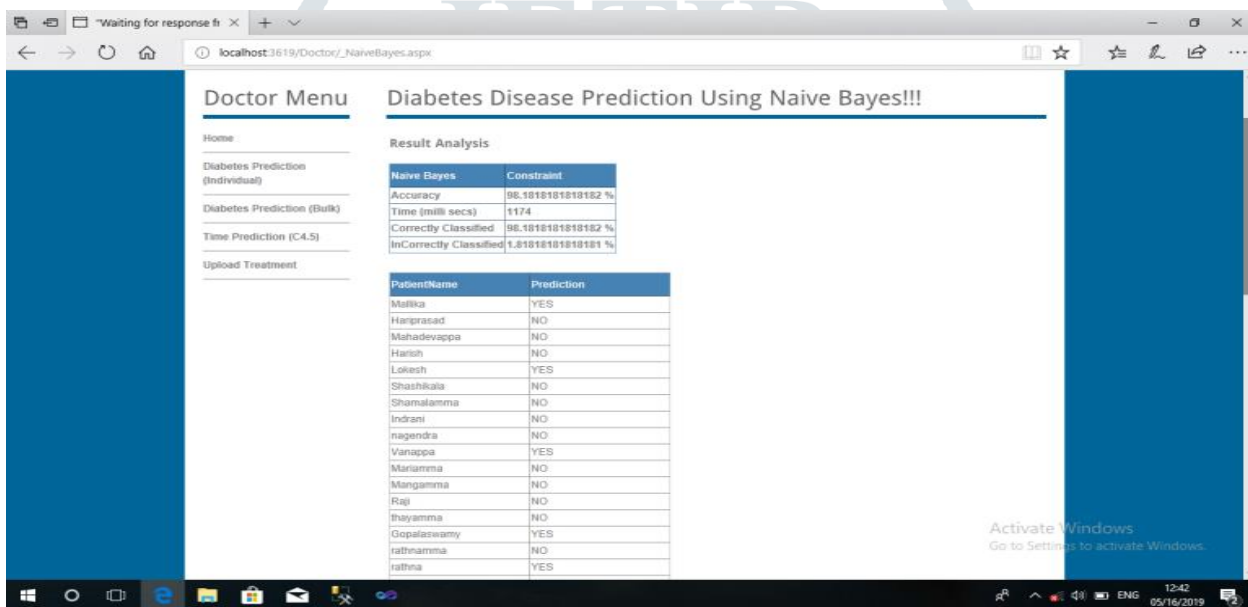 "Waiting for response fr
localhost:3619/Doctor/_NaiveBayes.aspx
Doctor Menu
Home
Diabetes Prediction
(Individual)
Diabetes Prediction (Bulk)
Time Prediction (C4.5)
Upload Treatment
Diabetes Disease Prediction Using Naive Bayes!!!
Result Analysis
Naive Bayes Constraint
Accuracy 98.1818181818182 %
Time (milli secs) 1174
Correctly Classified 98.1818181818182 %
InCorrectly Classified 1.81818181818181 %
PatientName Prediction
Mallika YES
Hariprasad NO
Mahadevappa NO
Harish NO
Lokesh YES
Shashikala NO
Shamalamma NO
Indrani NO
nagendra NO
Vanappa YES
Mariamma NO
Mangamma NO
Raji NO
thayamma NO
Gopalaswamy YES
rathnamma NO
rathna YES
Activate Windows
Go to Settings to activate Windows.
ENG
12:42
05/16/2019
2